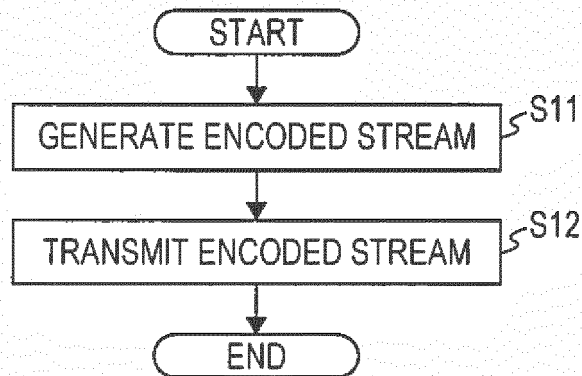 START
GENERATE ENCODED STREAM
S11
TRANSMIT ENCODED STREAM
S12
END